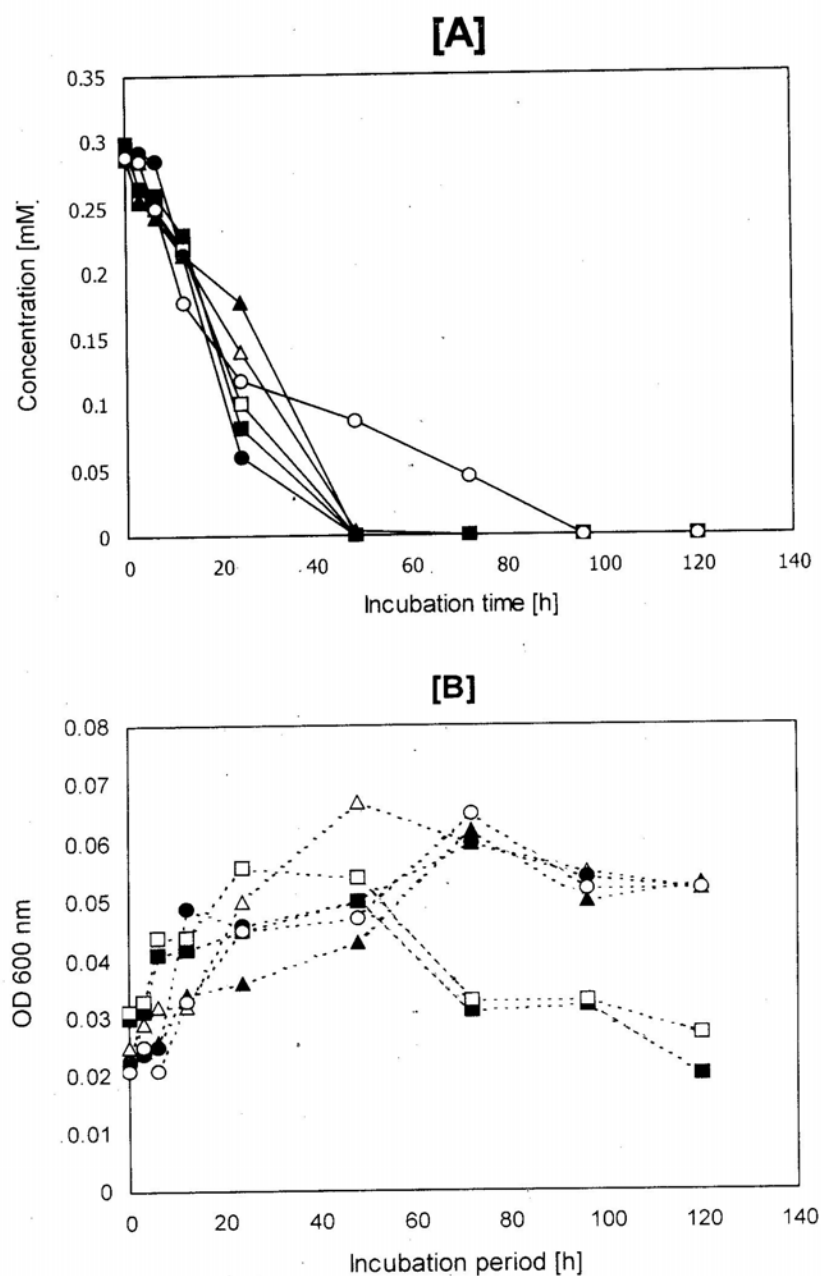 [A]
0.35
0.3
0.25
0.2
0.15
0.1
0.05
0
Concentration [mM]
0 20 40 60 80 100 120 140
Incubation time [h]
[B]
0.08
0.07
0.06
0.05
0.04
0.03
0.02
0.01
0
OD 600 nm
0 20 40 60 80 100 120 140
Incubation period [h]